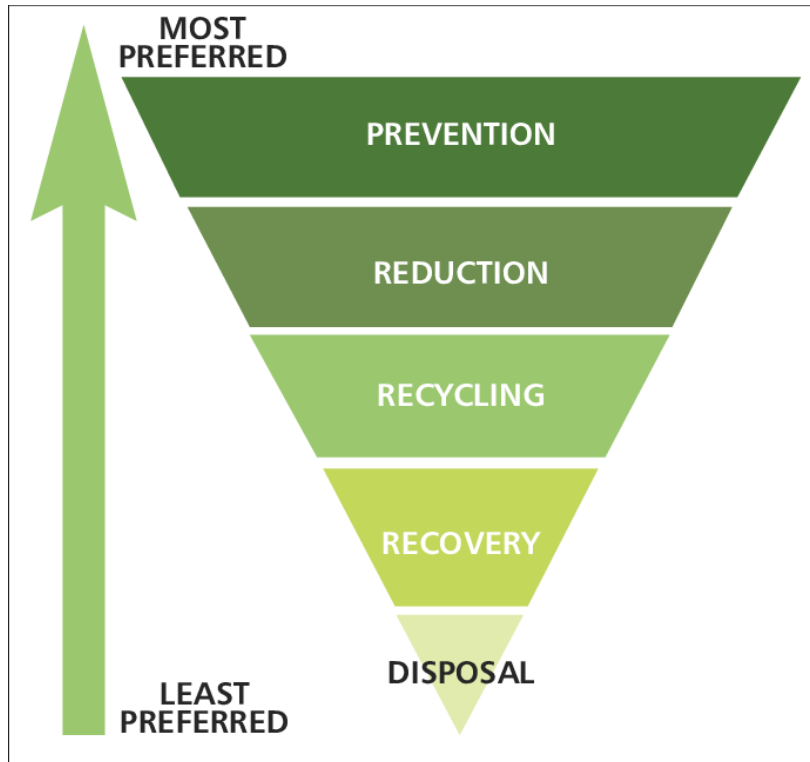 MOST
PREFERRED
PREVENTION
REDUCTION
RECYCLING
RECOVERY
DISPOSAL
LEAST
PREFERRED